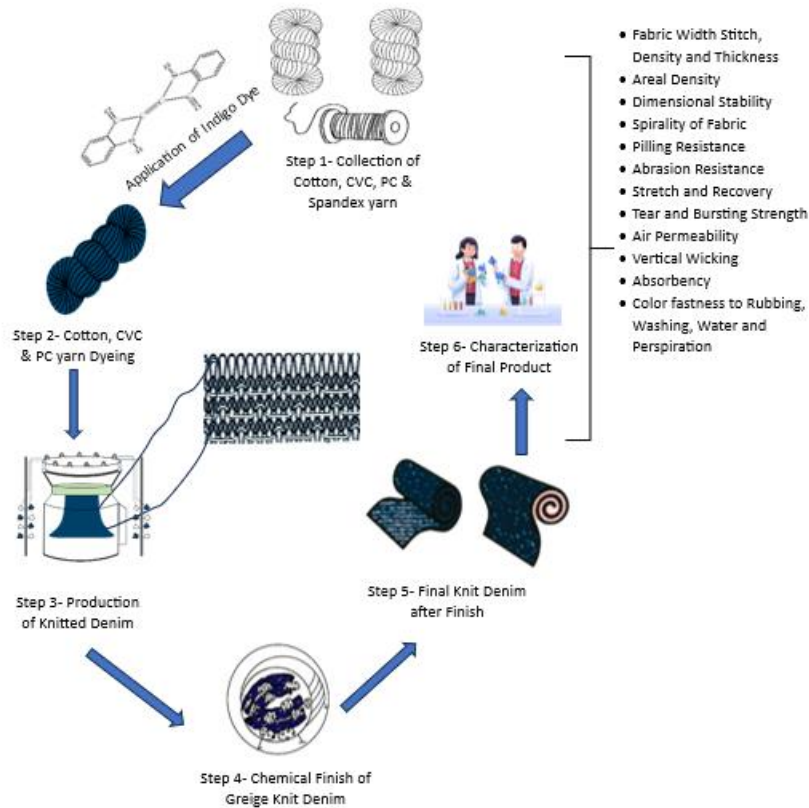 Application of Indigo Dye
Step 1- Collection of
Cotton, CVC, PC &
Spandex yarn
Step 2- Cotton, CVC
& PC yarn Dyeing
Step 3- Production
of Knitted Denim
Step 4- Chemical Finish of
Greige Knit Denim
Step 5- Final Knit Denim
after Finish
Step 6- Characterization
of Final Product
• Fabric Width Stitch,
Density and Thickness
• Areal Density
• Dimensional Stability
• Spirality of Fabric
• Pilling Resistance
• Abrasion Resistance
• Stretch and Recovery
• Tear and Bursting Strength
• Air Permeability
• Vertical Wicking
• Absorbency
• Color fastness to Rubbing,
Washing, Water and
Perspiration